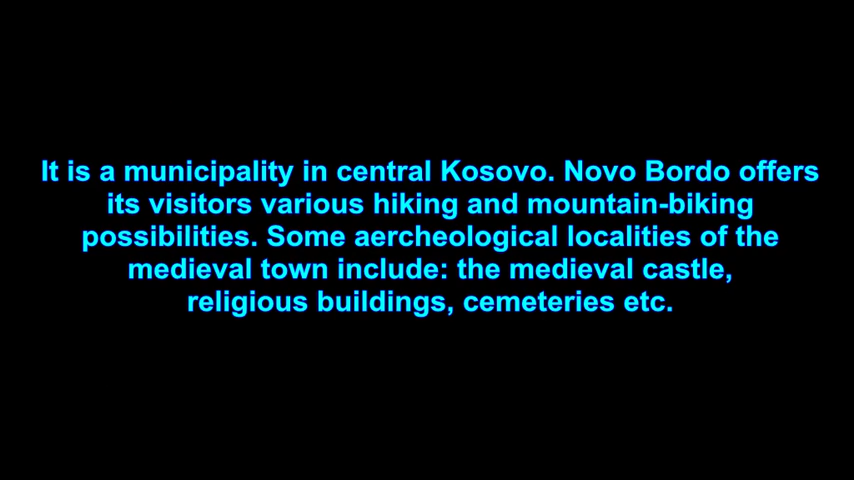 It is a municipality in central Kosovo. Novo Bordo offers
its visitors various hiking and mountain-biking
possibilities. Some aercheological localities of the
medieval town include: the medieval castle,
religious buildings, cemeteries etc.